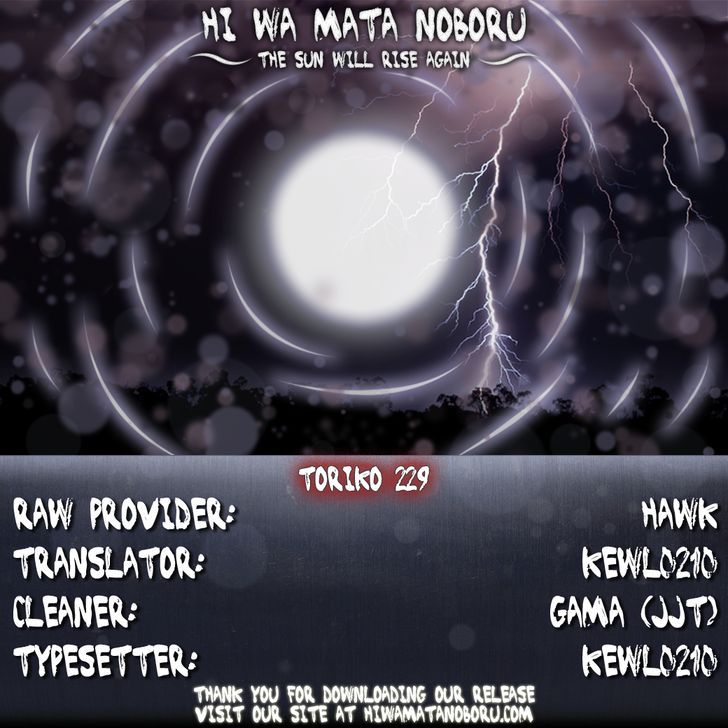 HI WA MATA NOBORU
THE SUN WILL RISE AGAIN
TORIKO 229
RAW PROVIDER: HAWK
TRANSLATOR: KEWL0210
CLEANER: GAMA (JJT)
TYPESETTER: KEWL0210
THANK YOU FOR DOWNLOADING OUR RELEASE
VISIT OUR SITE AT HIWAMATANOBORU.COM